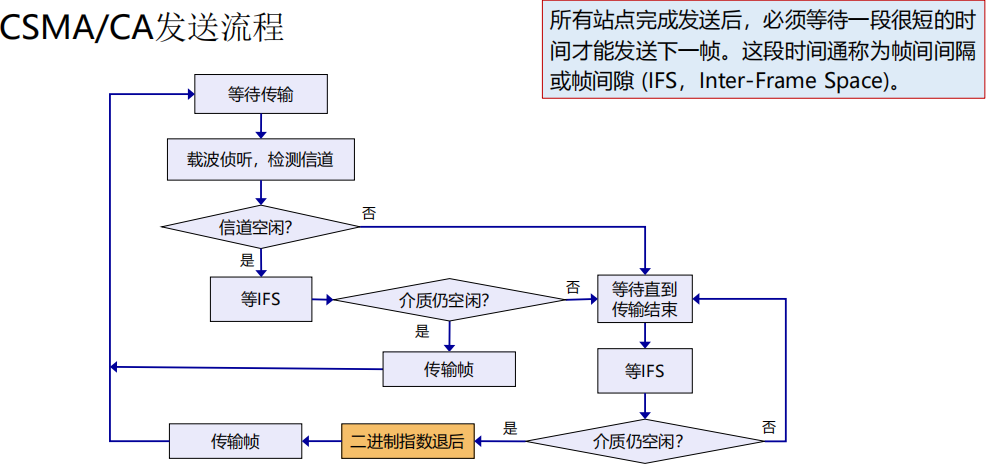 CSMA/CA发送流程
所有站点完成发送后，必须等待一段很短的时
间才能发送下一帧。这段时间通称为帧间间隔
或帧间隙 (IFS，Inter-Frame Space)。
等待传输
载波侦听，检测信道
信道空闲?
否
是
等IFS
介质仍空闲?
否
等待直到
传输结束
是
传输帧
等IFS
介质仍空闲?
否
是
二进制指数退后
传输帧